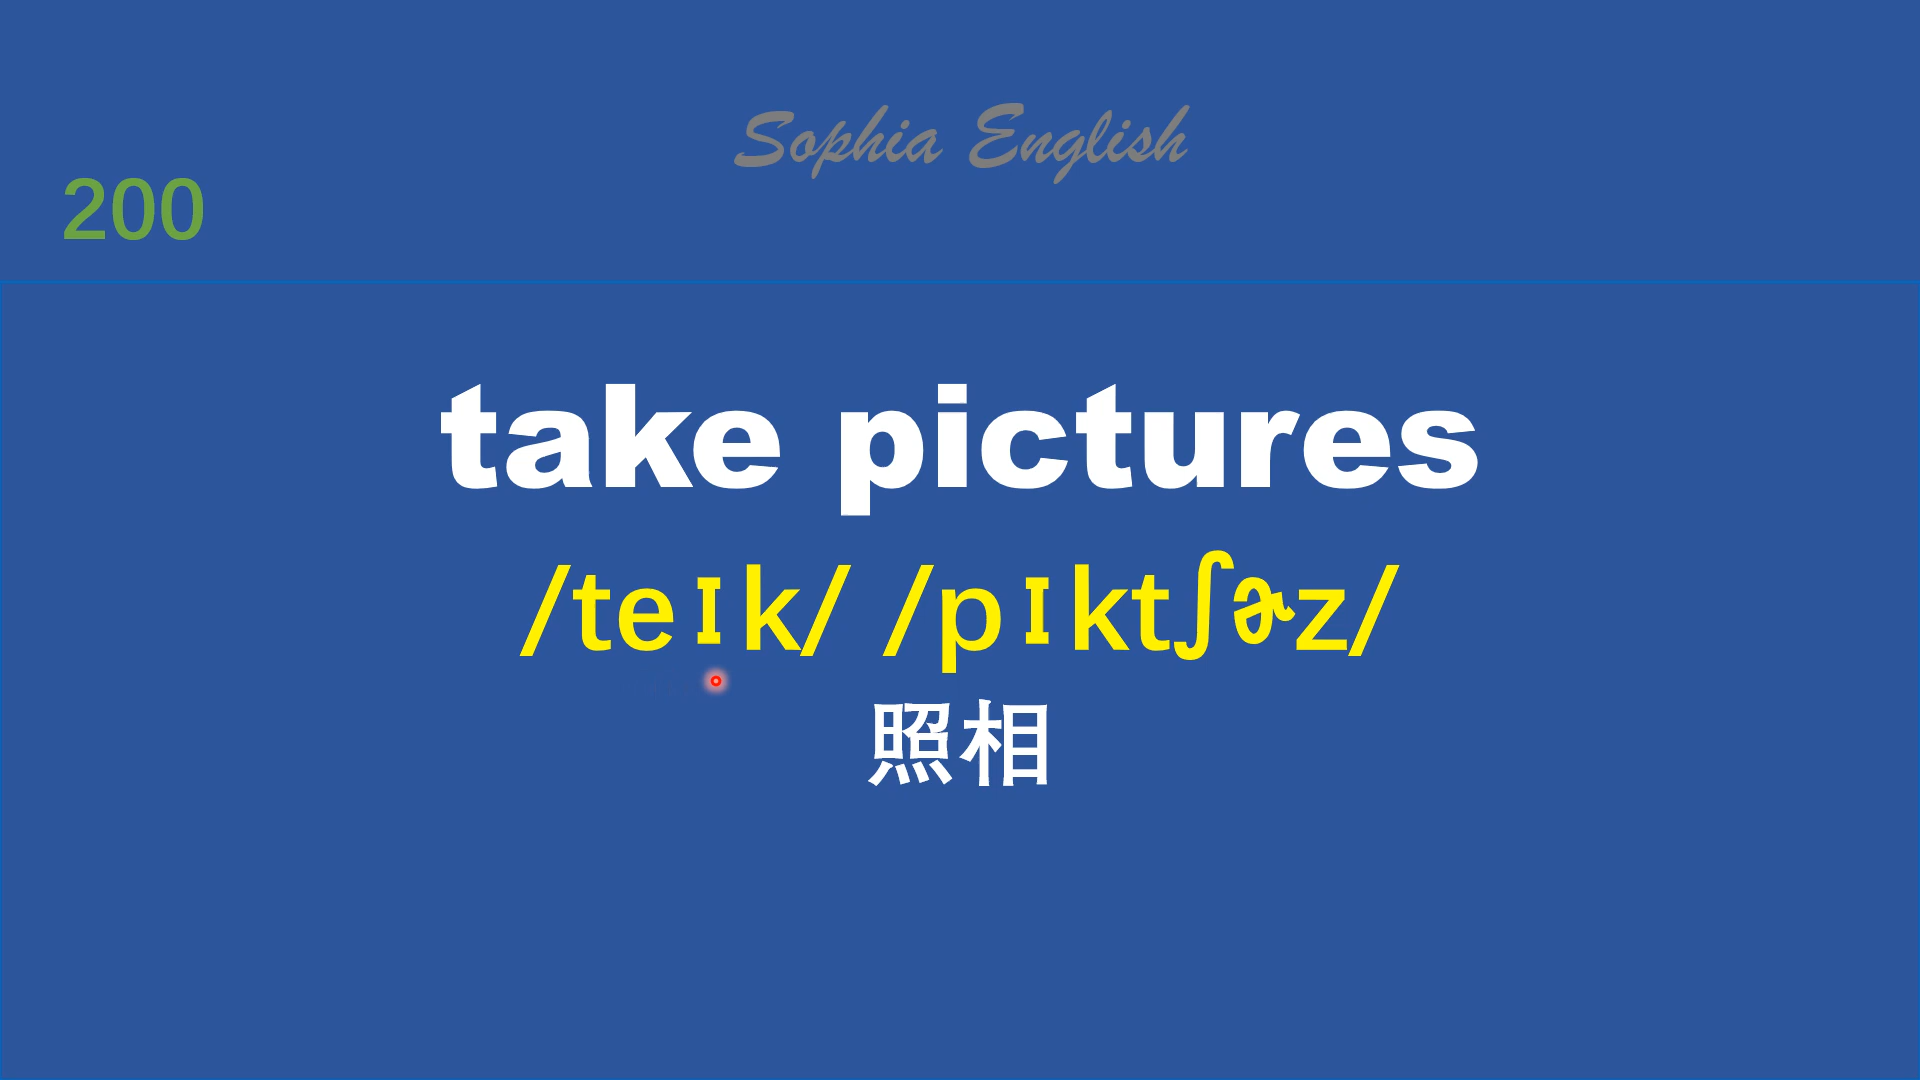 Sophia English
200
take pictures
/teɪk/ /pɪktʃɚz/
照相